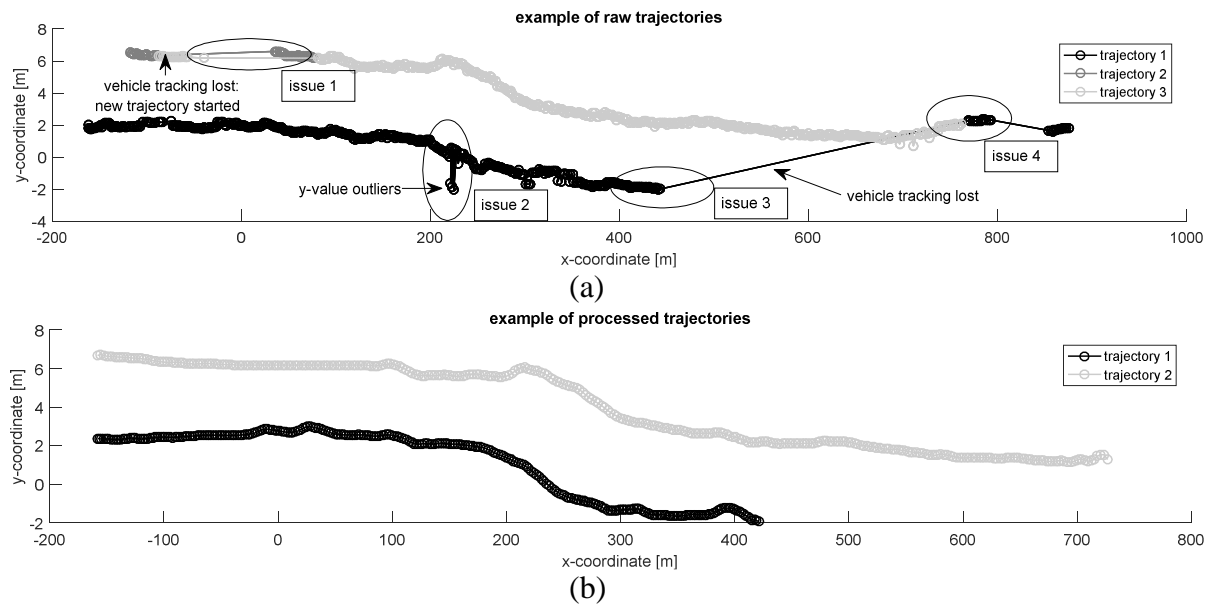 example of raw trajectories
8
6
4
2
0
-2
-4
y-coordinate [m]
vehicle tracking lost:
new trajectory started
issue 1
trajectory 1
trajectory 2
trajectory 3
y-value outliers
issue 2
issue 3
issue 4
vehicle tracking lost
-200
0
200
400
600
800
1000
x-coordinate [m]
(a)
example of processed trajectories
8
6
4
2
0
-2
y-coordinate [m]
trajectory 1
trajectory 2
-200
-100
0
100
200
300
400
500
600
700
800
x-coordinate [m]
(b)